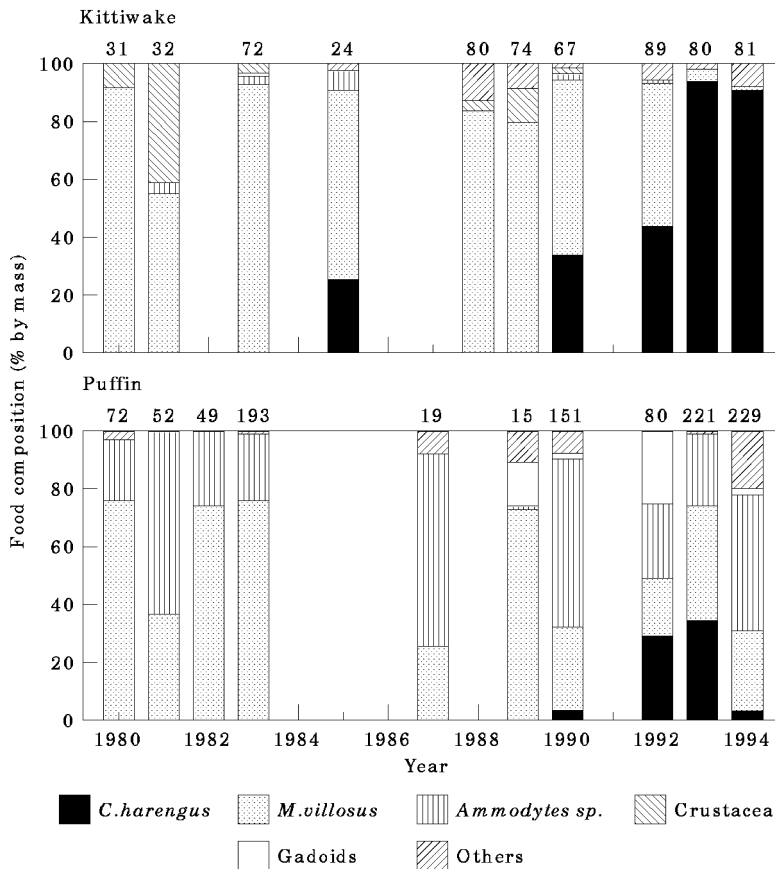 Kittiwake
31 32 72 24 80 74 67 89 80 81
100
80
60
40
20
0
Food composition (% by mass)
Puffin
72 52 49 193 19 15 151 80 221 229
100
80
60
40
20
0
1980 1982 1984 1986 1988 1990 1992 1994
Year
C.harengus M.villosus Ammodytes sp. Crustacea
Gadoids Others